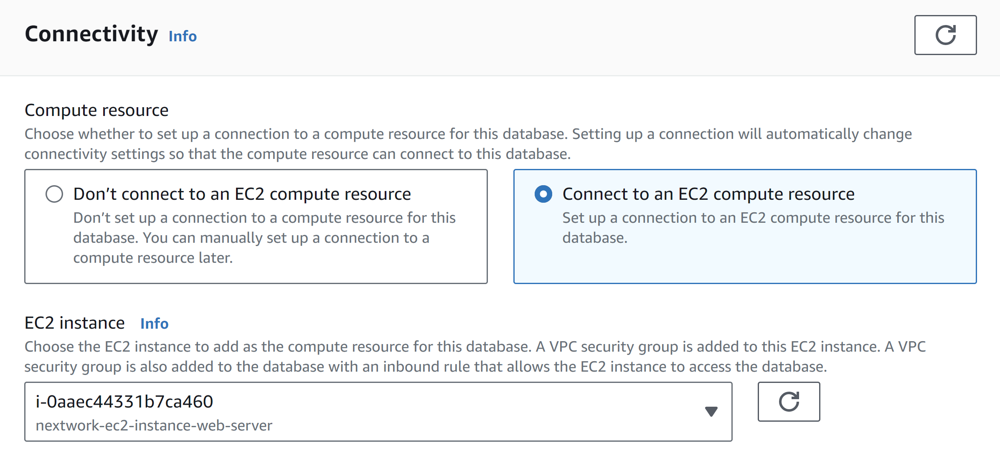 Connectivity Info
Compute resource
Choose whether to set up a connection to a compute resource for this database. Setting up a connection will automatically change
connectivity settings so that the compute resource can connect to this database.
Don’t connect to an EC2 compute resource
Don’t set up a connection to a compute resource for this
database. You can manually set up a connection to a
compute resource later.
Connect to an EC2 compute resource
Set up a connection to an EC2 compute resource for this
database.
EC2 instance Info
Choose the EC2 instance to add as the compute resource for this database. A VPC security group is added to this EC2 instance. A VPC
security group is also added to the database with an inbound rule that allows the EC2 instance to access the database.
i-0aaec44331b7ca460
nextwork-ec2-instance-web-server